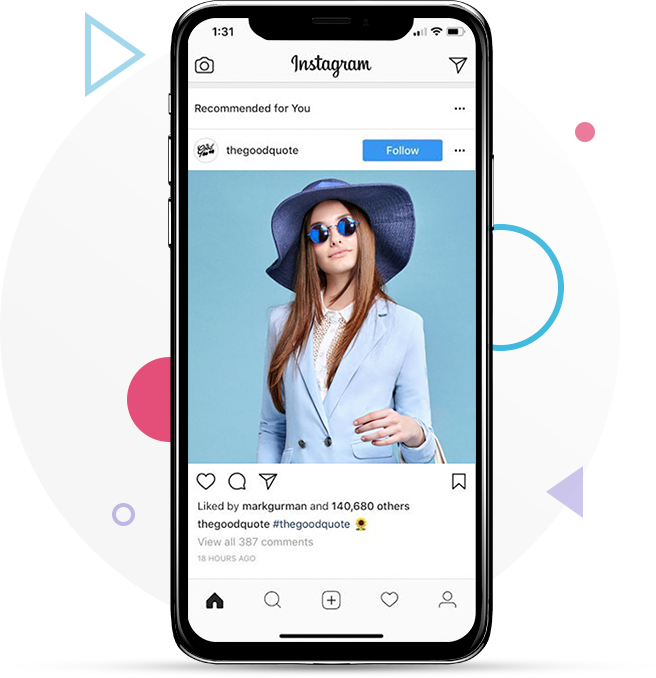 1:31
Instagram
Recommended for You
thegoodquote
Follow
Liked by markgurman and 140,680 others
thegoodquote #thegoodquote 🌻
View all 387 comments
18 HOURS AGO